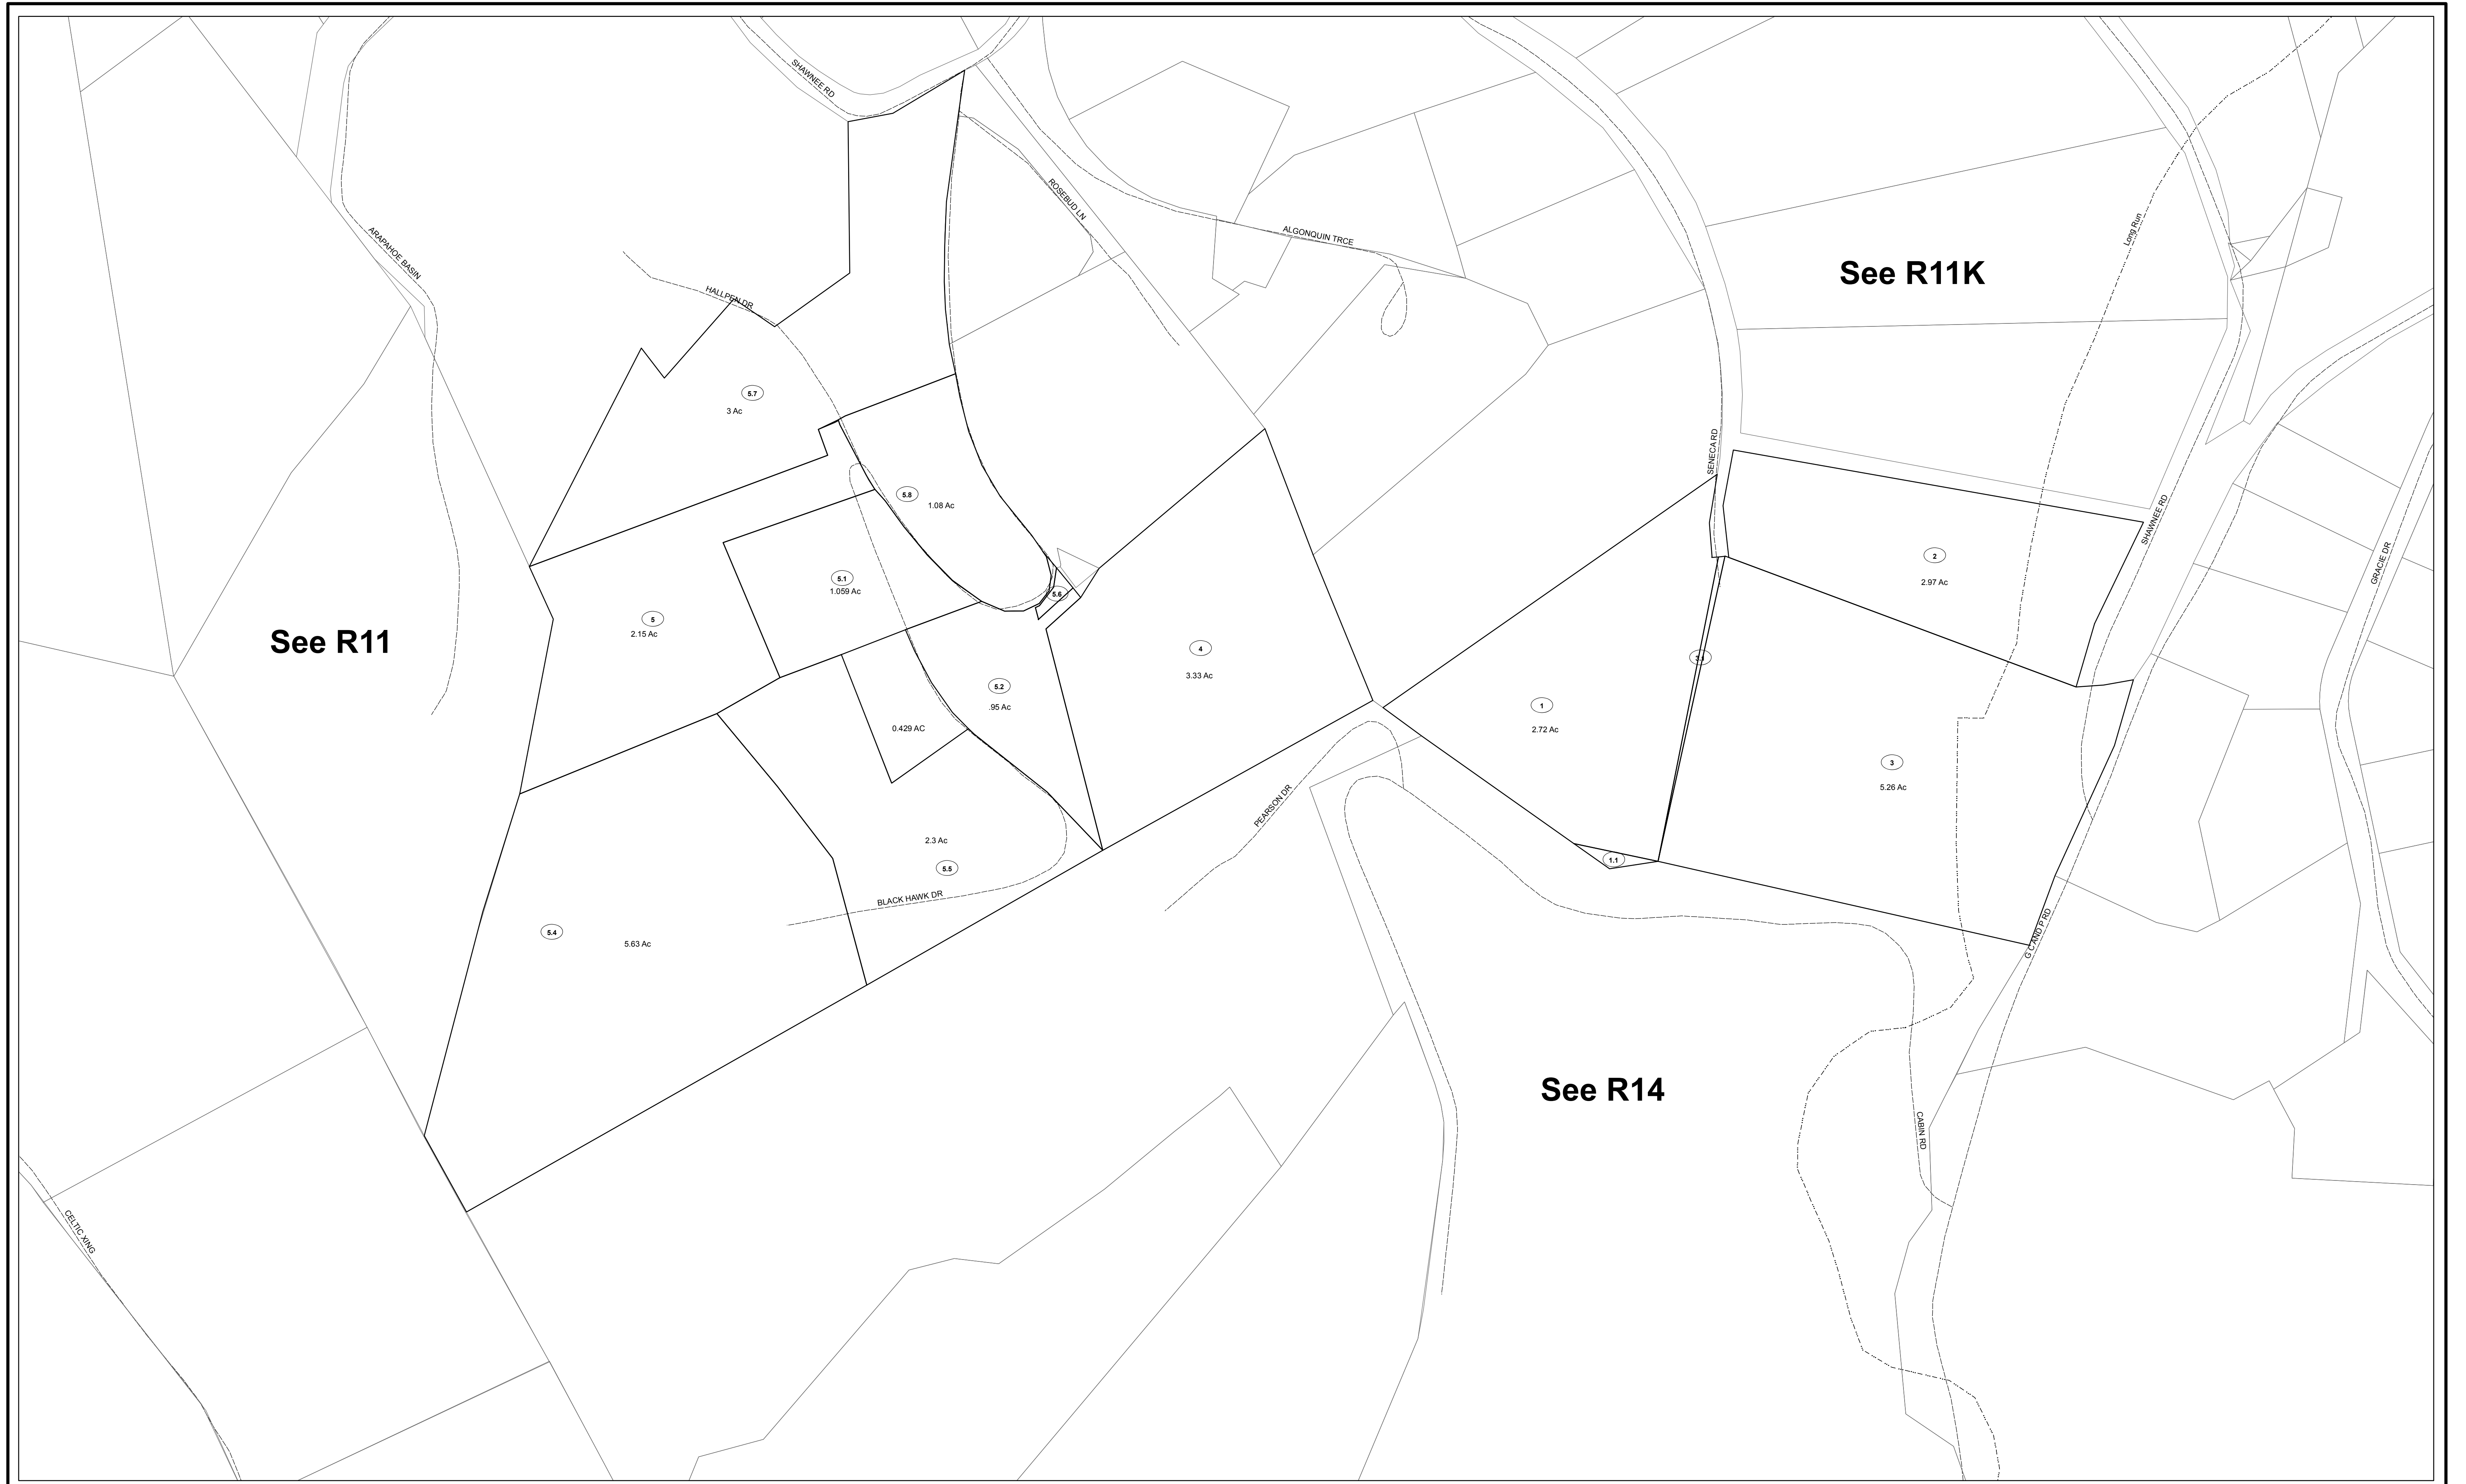 SHAWNEE RD
ROSEBUD LN
ALGONQUIN TRCE
ARAPAHOE BASIN
Long Run
See R11K
HALLPEN DR
5.7
3 Ac
SENECA RD
5.8
1.08 Ac
SHAWNEE RD
2
2.97 Ac
GRACIE DR
5.1
1.059 Ac
5.6
5
2.15 Ac
See R11
4
3.33 Ac
5.2
.95 Ac
1
2.72 Ac
0.429 AC
3
5.26 Ac
PEARSON DR
2.3 Ac
5.5
1.1
BLACK HAWK DR
5.4
5.63 Ac
G C AND P RD
See R14
CABIN RD
CELTIC XING